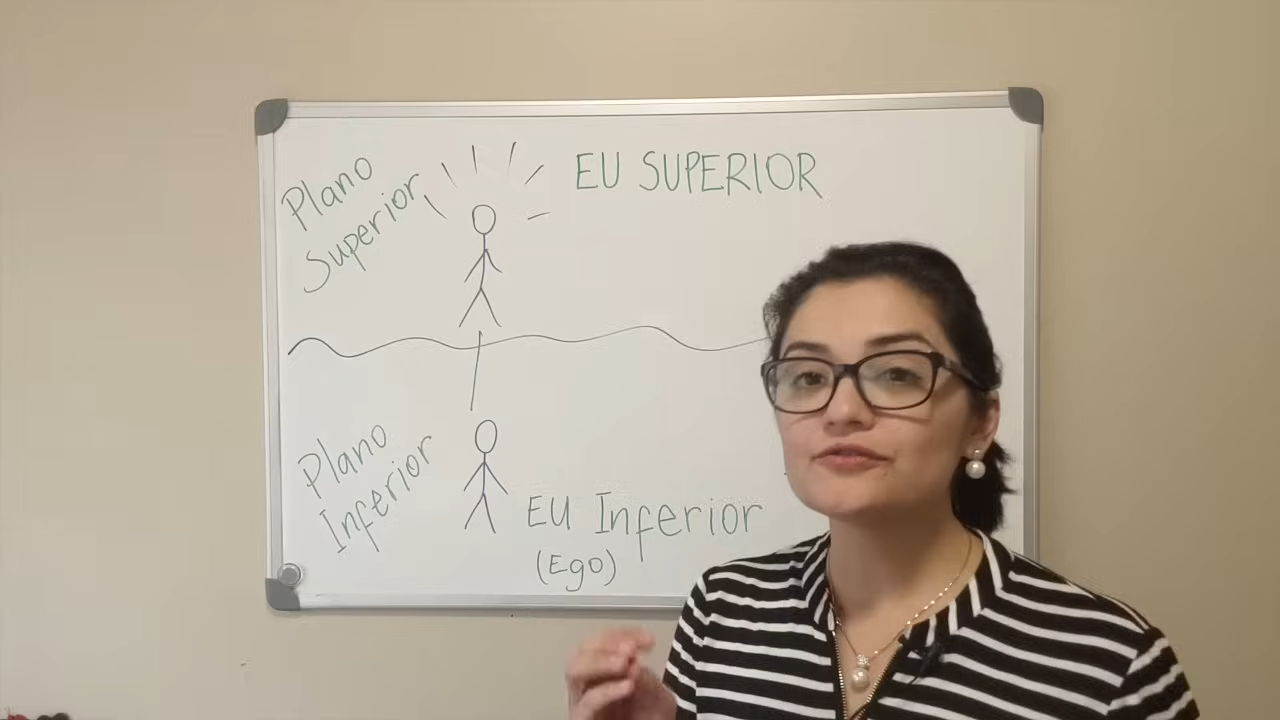 Plano
Superior
EU SUPERIOR
Plano
Inferior
EU Inferior
(Ego)